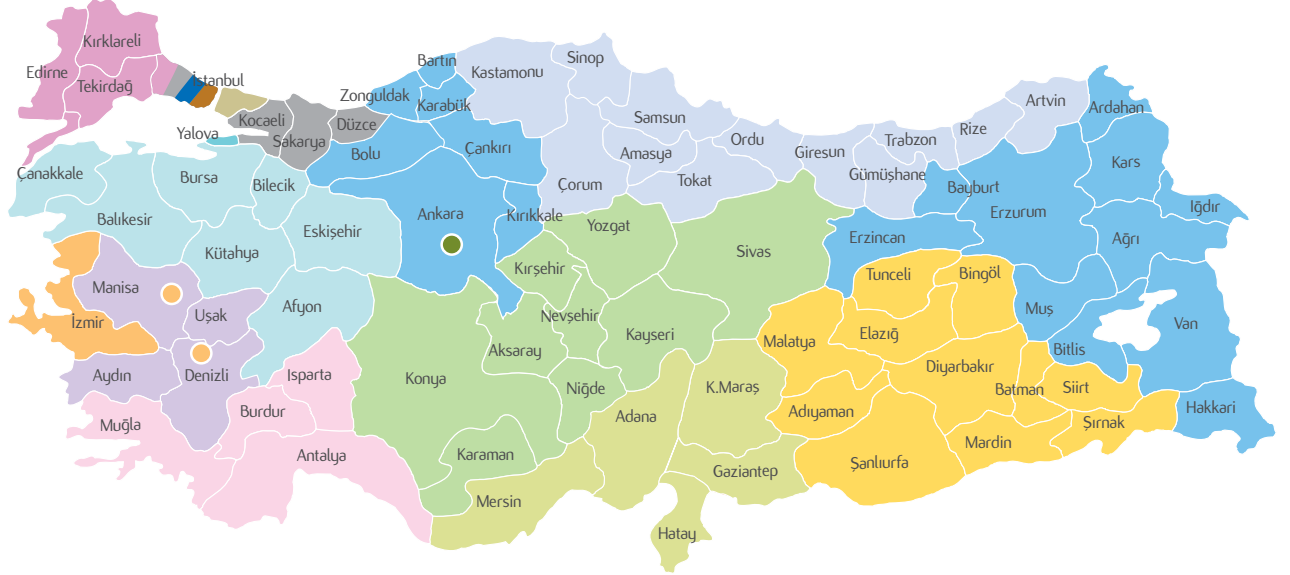 Kırklareli
Edirne
Tekirdağ
İstanbul
Kocaeli
Yalova
Sakarya
Düzce
Zonguldak
Bartın
Karabük
Kastamonu
Sinop
Samsun
Amasya
Ordu
Tokat
Çorum
Giresun
Trabzon
Gümüşhane
Rize
Artvin
Ardahan
Kars
Bayburt
Erzurum
Iğdır
Ağrı
Erzincan
Bolu
Çankırı
Ankara
Kırıkkale
Çanakkale
Bursa
Bilecik
Balıkesir
Kütahya
Eskişehir
Afyon
Manisa
Uşak
İzmir
Aydın
Denizli
Muğla
Burdur
Isparta
Antalya
Yozgat
Sivas
Kırşehir
Nevşehir
Aksaray
Kayseri
Niğde
Konya
Karaman
Mersin
Adana
K.Maraş
Gaziantep
Hatay
Tunceli
Bingöl
Elazığ
Malatya
Diyarbakır
Adıyaman
Şanlıurfa
Batman
Siirt
Mardin
Şırnak
Muş
Bitlis
Van
Hakkari